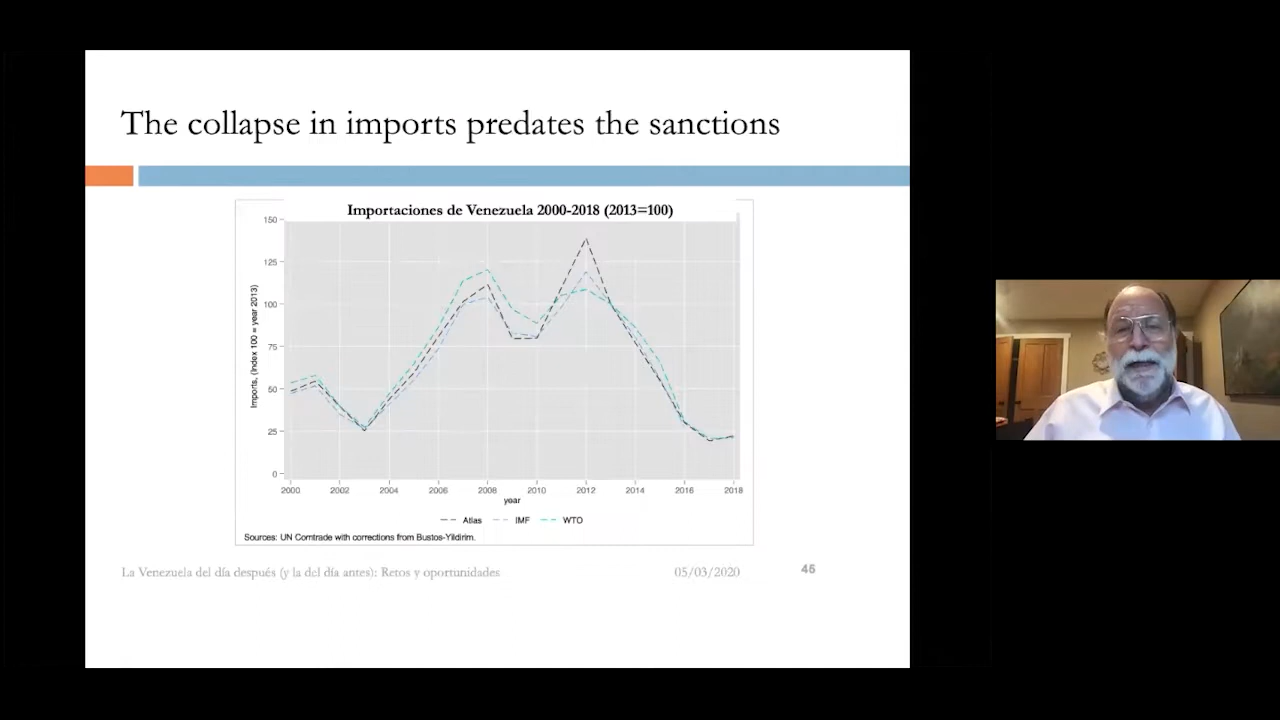 The collapse in imports predates the sanctions
Importaciones de Venezuela 2000-2018 (2013=100)
150
125
100
75
50
25
0
Imports, (Index 100 = year 2013)
2000 2002 2004 2006 2008 2010 2012 2014 2016 2018
year
Atlas IMF WTO
Sources: UN Comtrade with corrections from Bustos-Yildirim.
La Venezuela del día después (y la del día antes): Retos y oportunidades 05/03/2020 45